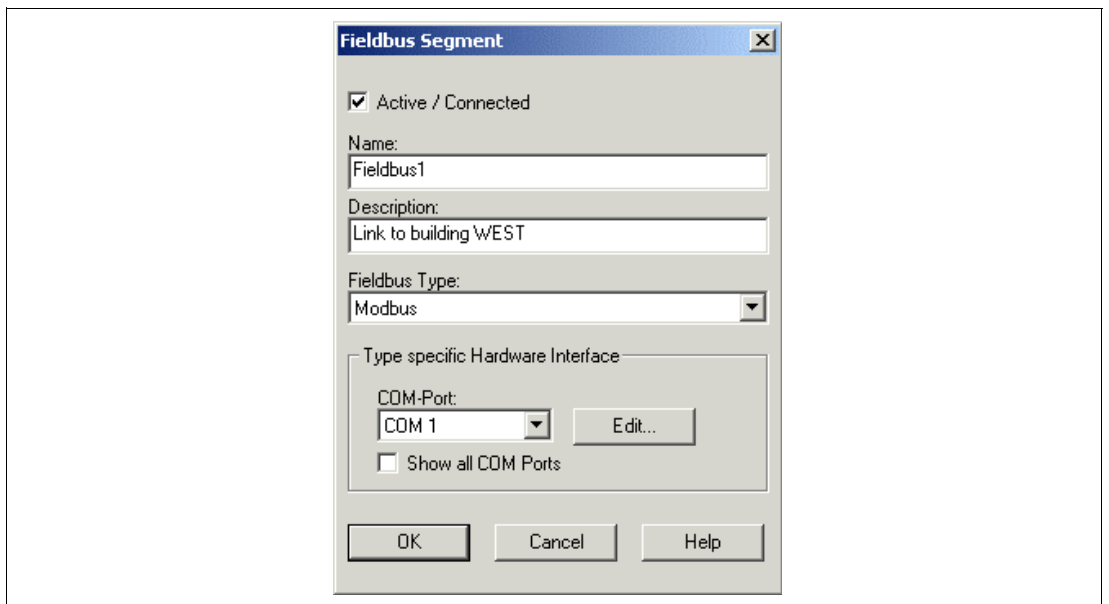 Fieldbus Segment
Active / Connected
Name:
Fieldbus1
Description:
Link to building WEST
Fieldbus Type:
Modbus
Type specific Hardware Interface
COM-Port:
COM 1
Edit...
Show all COM Ports
OK
Cancel
Help